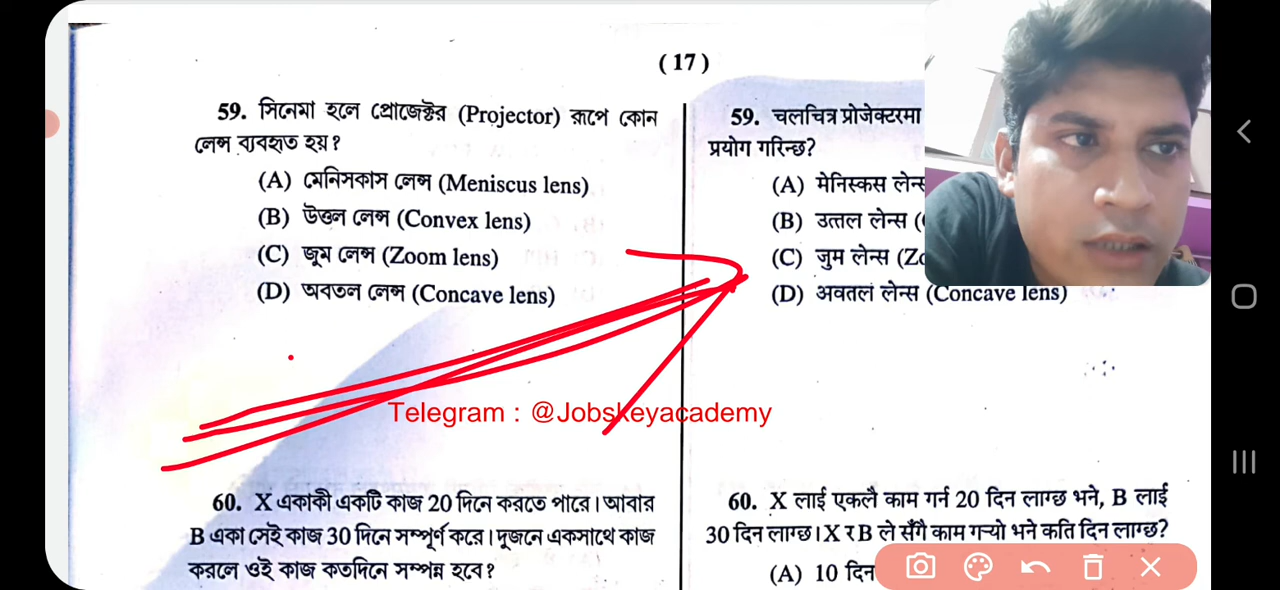 ( 17 )
59. সিনেমা হলে প্রোজেক্টর (Projector) রূপে কোন
লেন্স ব্যবহৃত হয়?
(A) মেনিসকাস লেন্স (Meniscus lens)
(B) উত্তল লেন্স (Convex lens)
(C) জুম লেন্স (Zoom lens)
(D) অবতল লেন্স (Concave lens)
60. X একাকী একটি কাজ 20 দিনে করতে পারে। আবার
B একা সেই কাজ 30 দিনে সম্পূর্ণ করে। দুজনে একসাথে কাজ
করলে ওই কাজ কতদিনে সম্পন্ন হবে?
59. चलचित्र प्रोजेक्टरमा
प्रयोग गरिन्छ?
(A) मेनिस्कस लेन्स
(B) उत्तल लेन्स (
(C) जुम लेन्स (Zo
(D) अवतल लेन्स (Concave lens)
60. X लाई एकलै काम गर्न 20 दिन लाग्छ भने, B लाई
30 दिन लाग्छ। X र B ले सँगै काम गऱ्यो भने कति दिन लाग्छ?
(A) 10 दिन
Telegram : @Jobskeyacademy